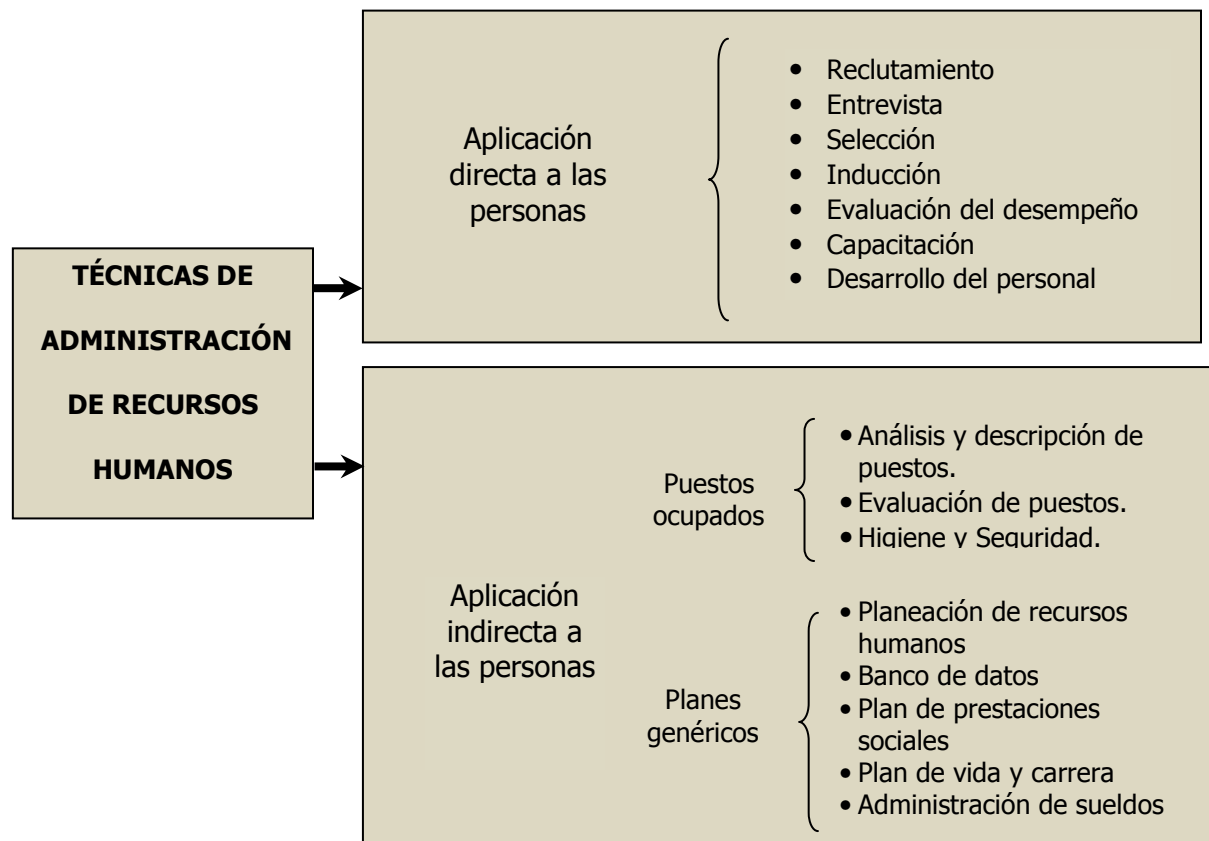 TÉCNICAS DE
ADMINISTRACIÓN
DE RECURSOS
HUMANOS
Aplicación
directa a las
personas
• Reclutamiento
• Entrevista
• Selección
• Inducción
• Evaluación del desempeño
• Capacitación
• Desarrollo del personal
Aplicación
indirecta a
las personas
Puestos
ocupados
• Análisis y descripción de
puestos.
• Evaluación de puestos.
• Higiene y Seguridad.
Planes
genéricos
• Planeación de recursos
humanos
• Banco de datos
• Plan de prestaciones
sociales
• Plan de vida y carrera
• Administración de sueldos